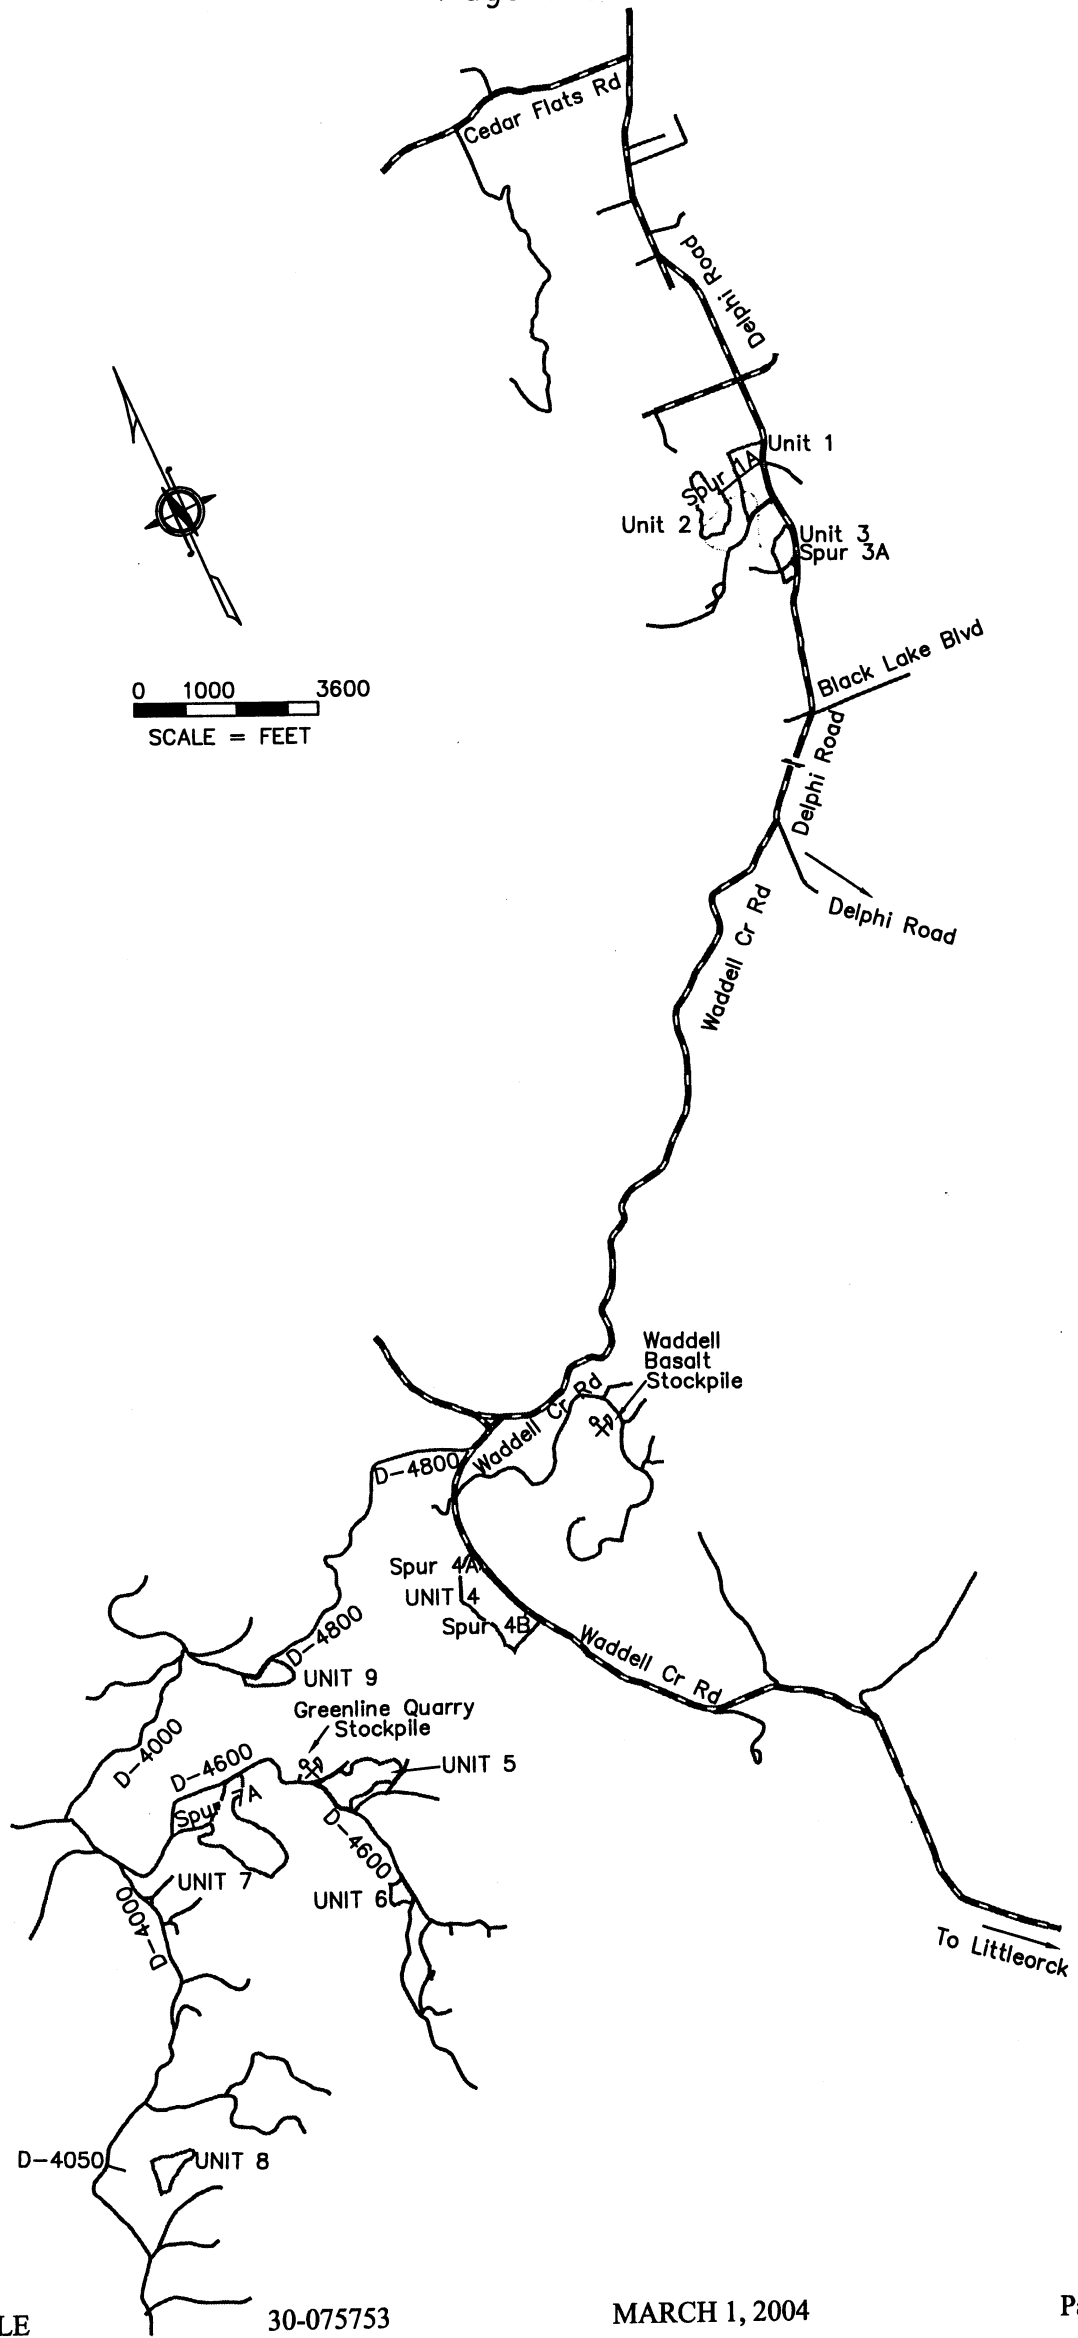 Cedar Flats Rd
Delphi Road
Unit 1
Spur 1A
Unit 2
Unit 3
Spur 3A
Black Lake Blvd
0 1000 3600
SCALE = FEET
Delphi Road
Delphi Road
Waddell Cr Rd
Waddell
Basalt
Stockpile
Waddell Cr Rd
D-4800
Spur 4A
UNIT 4
Spur 4B
D-4800
Waddell Cr Rd
UNIT 9
Greenline Quarry
Stockpile
D-4000
D-4600
UNIT 5
Spur 7A
D-4600
UNIT 7
UNIT 6
D-4000
To Littleorck
D-4050
UNIT 8
LE 30-075753 MARCH 1, 2004